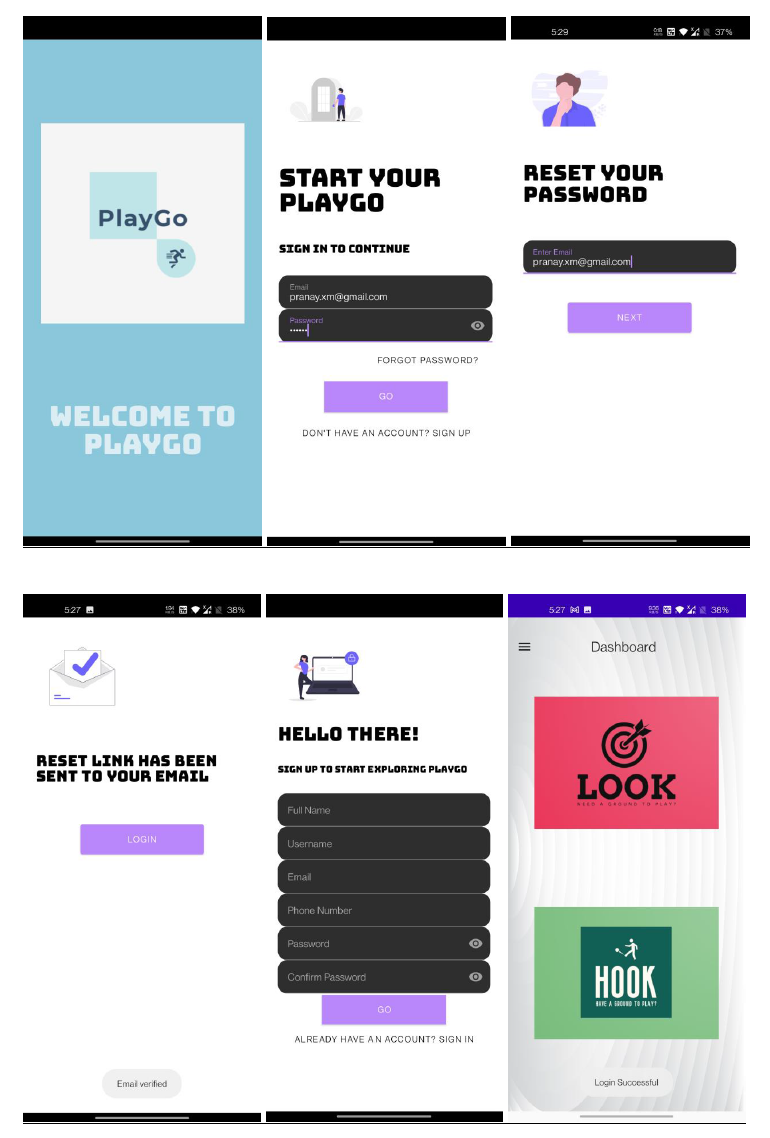 PlayGo
WELCOME TO
PLAYGO
START YOUR
PLAYGO
SIGN IN TO CONTINUE
Email
pranay.xm@gmail.com
Password
••••••
FORGOT PASSWORD?
GO
DON'T HAVE AN ACCOUNT? SIGN UP
5:29
37%
RESET YOUR
PASSWORD
Enter Email
pranay.xm@gmail.com
NEXT
5:27
38%
RESET LINK HAS BEEN
SENT TO YOUR EMAIL
LOGIN
Email verified
HELLO THERE!
SIGN UP TO START EXPLORING PLAYGO
Full Name
Username
Email
Phone Number
Password
Confirm Password
GO
ALREADY HAVE AN ACCOUNT? SIGN IN
5:27
38%
Dashboard
LOOK
NEED A GROUND TO PLAY?
HOOK
HAVE A GROUND TO PLAY?
Login Successful